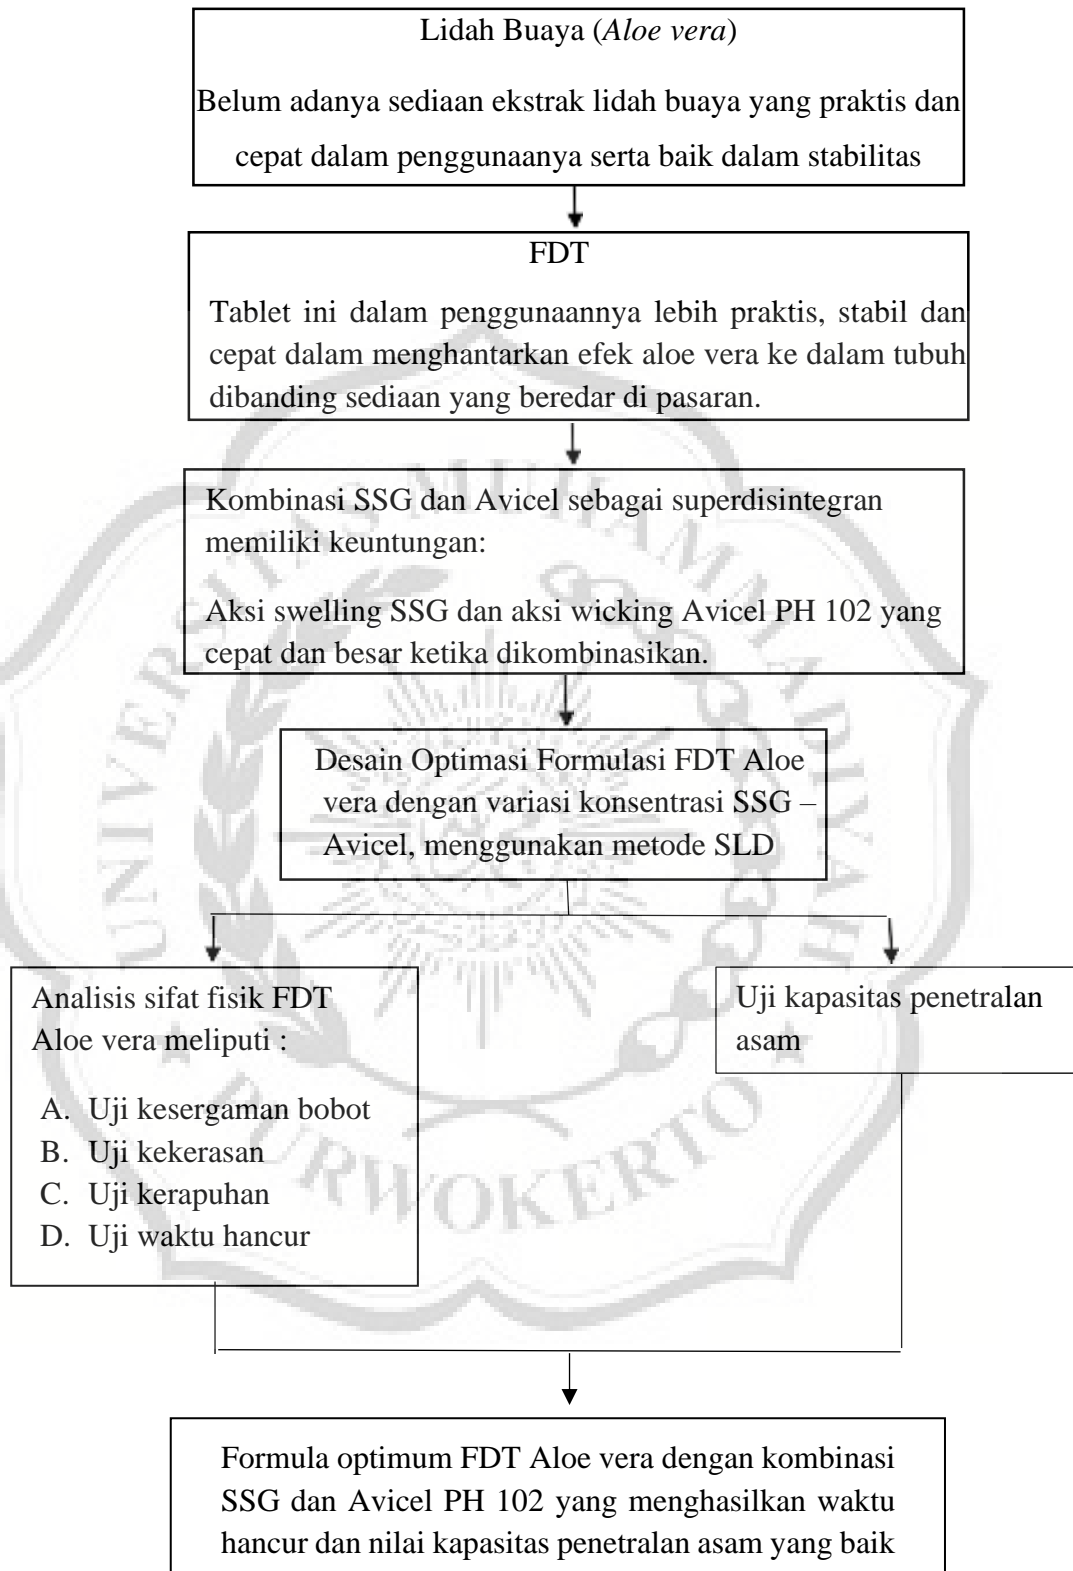 Lidah Buaya (Aloe vera)
Belum adanya sediaan ekstrak lidah buaya yang praktis dan
cepat dalam penggunaanya serta baik dalam stabilitas
FDT
Tablet ini dalam penggunaannya lebih praktis, stabil dan
cepat dalam menghantarkan efek aloe vera ke dalam tubuh
dibanding sediaan yang beredar di pasaran.
Kombinasi SSG dan Avicel sebagai superdisintegran
memiliki keuntungan:
Aksi swelling SSG dan aksi wicking Avicel PH 102 yang
cepat dan besar ketika dikombinasikan.
Desain Optimasi Formulasi FDT Aloe
vera dengan variasi konsentrasi SSG –
Avicel, menggunakan metode SLD
Analisis sifat fisik FDT
Aloe vera meliputi :
A. Uji kesergaman bobot
B. Uji kekerasan
C. Uji kerapuhan
D. Uji waktu hancur
Uji kapasitas penetralan
asam
Formula optimum FDT Aloe vera dengan kombinasi
SSG dan Avicel PH 102 yang menghasilkan waktu
hancur dan nilai kapasitas penetralan asam yang baik
UNIVERSITAS MUHAMMADIYAH
PURWOKERTO